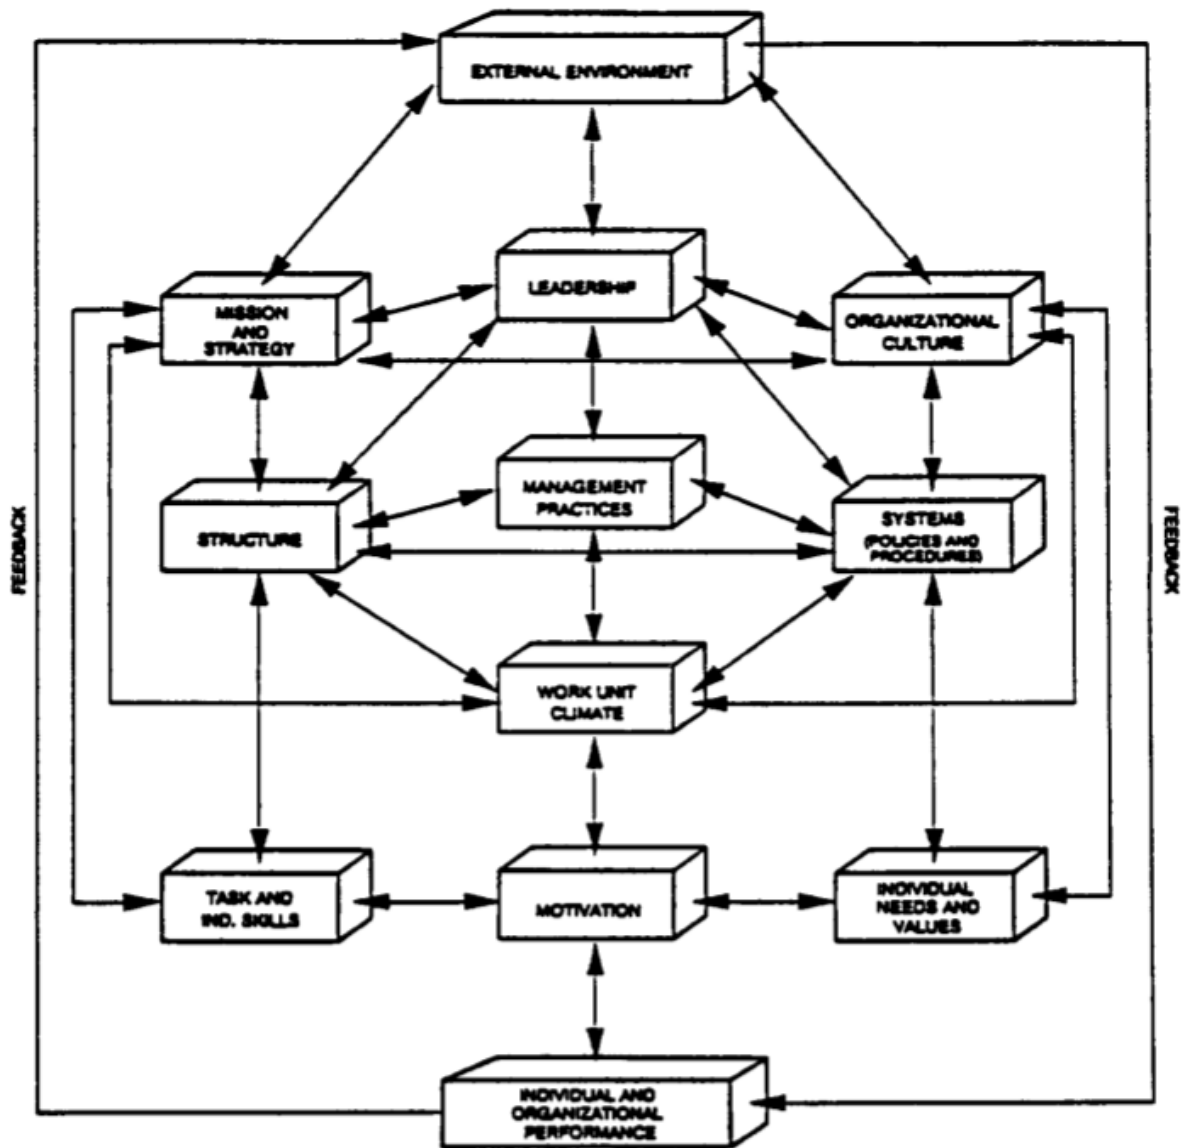 EXTERNAL ENVIRONMENT
LEADERSHIP
MISSION
AND
STRATEGY
ORGANIZATIONAL
CULTURE
MANAGEMENT
PRACTICES
STRUCTURE
SYSTEMS
(POLICIES AND
PROCEDURES)
FEEDBACK
FEEDBACK
WORK UNIT
CLIMATE
TASK AND
IND. SKILLS
MOTIVATION
INDIVIDUAL
NEEDS AND
VALUES
INDIVIDUAL AND
ORGANIZATIONAL
PERFORMANCE